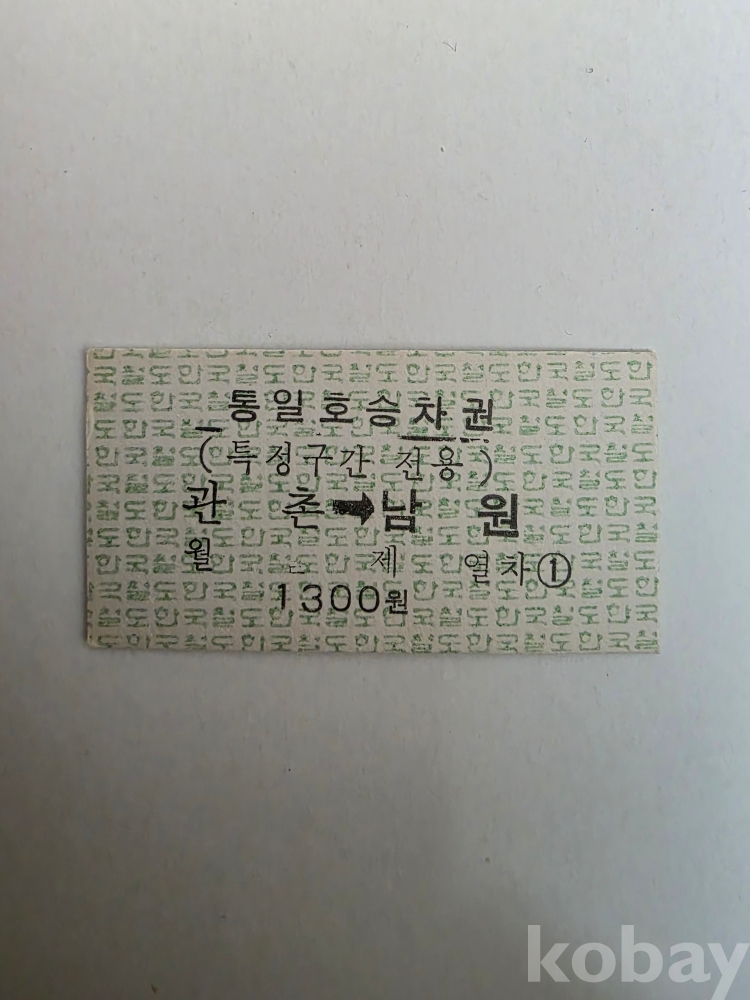 통일호승차권
(특정구간 전용)
관 촌➡남 원
월 제 열차①
1300원
kobay